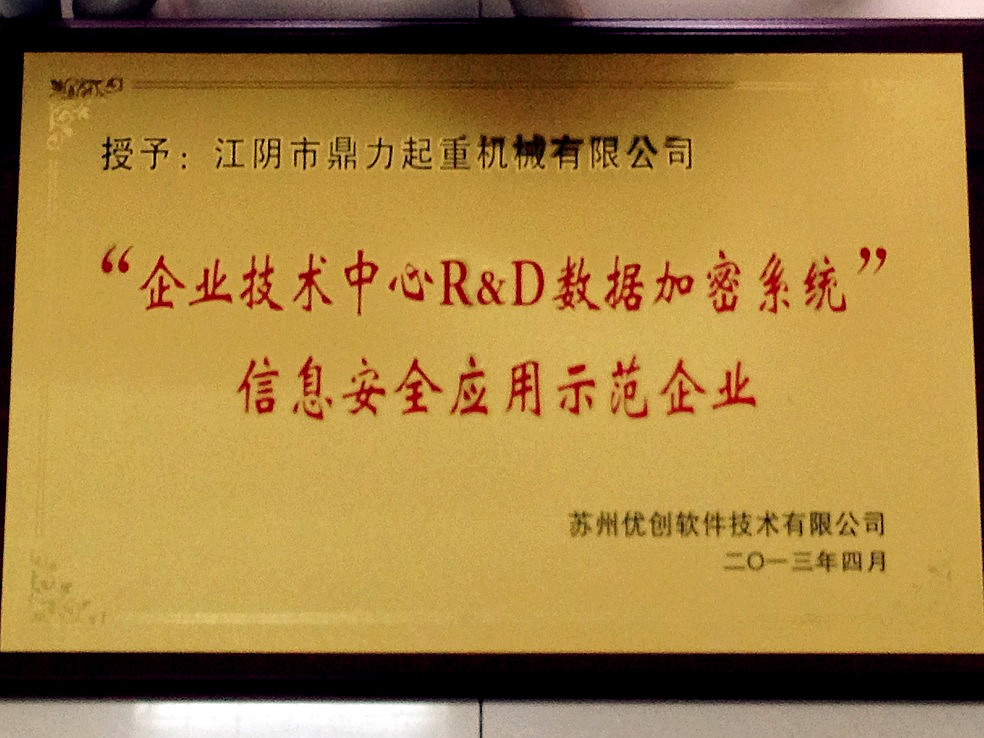 授予：江阴市鼎力起重机械有限公司
“企业技术中心R&D数据加密系统”
信息安全应用示范企业
苏州优创软件技术有限公司
二〇一三年四月